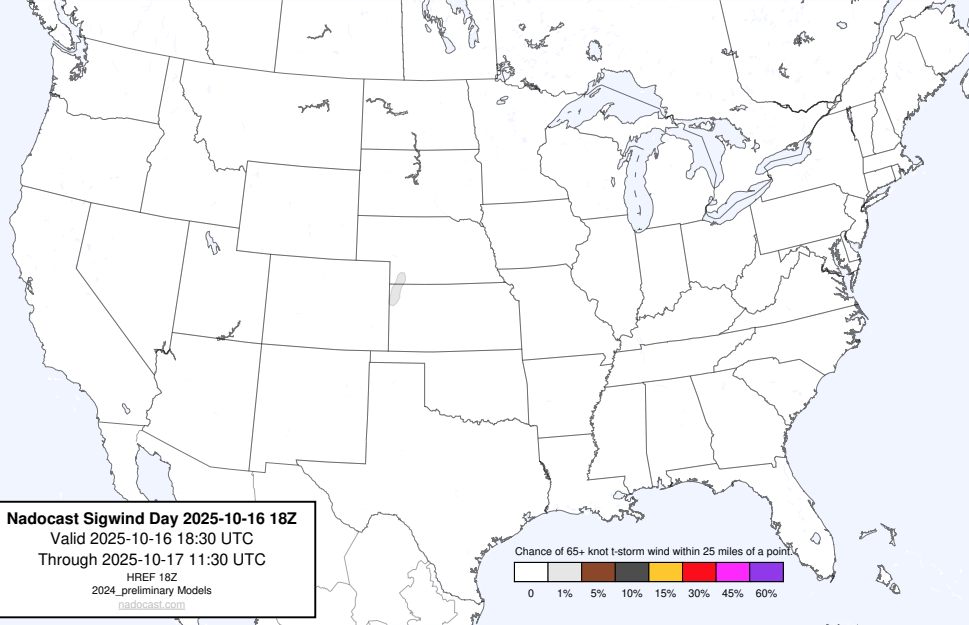 Nadocast Sigwind Day 2025-10-16 18Z
Valid 2025-10-16 18:30 UTC
Through 2025-10-17 11:30 UTC
HREF 18Z
2024_preliminary Models
nadocast.com
Chance of 65+ knot t-storm wind within 25 miles of a point.
0 1% 5% 10% 15% 30% 45% 60%